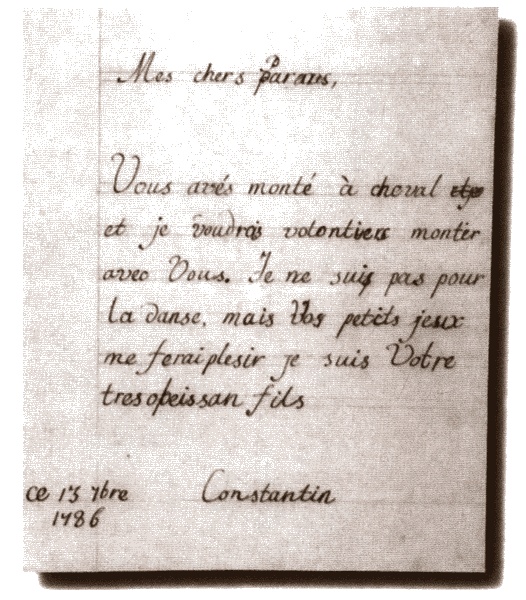 Mes chers Parans,
Vous avés monté à cheval
et je voudrois volontiers monter
avec Vous. Je ne suis pas pour
la danse, mais Vos petits jeux
me ferai plesir je suis Votre
tres obeissan fils
ce 13 7bre Constantin
1786